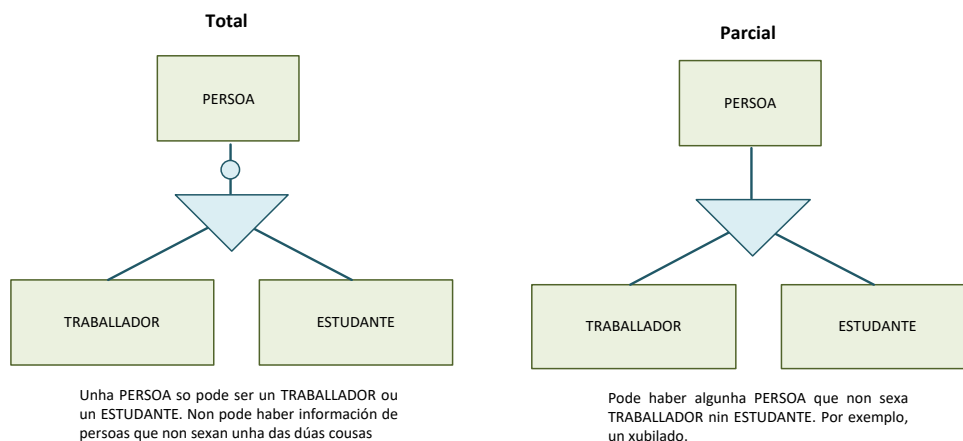 Total
PERSOA
TRABALLADOR
ESTUDANTE
Unha PERSOA so pode ser un TRABALLADOR ou
un ESTUDANTE. Non pode haber información de
persoas que non sexan unha das dúas cousas
Parcial
PERSOA
TRABALLADOR
ESTUDANTE
Pode haber algunha PERSOA que non sexa
TRABALLADOR nin ESTUDANTE. Por exemplo,
un xubilado.